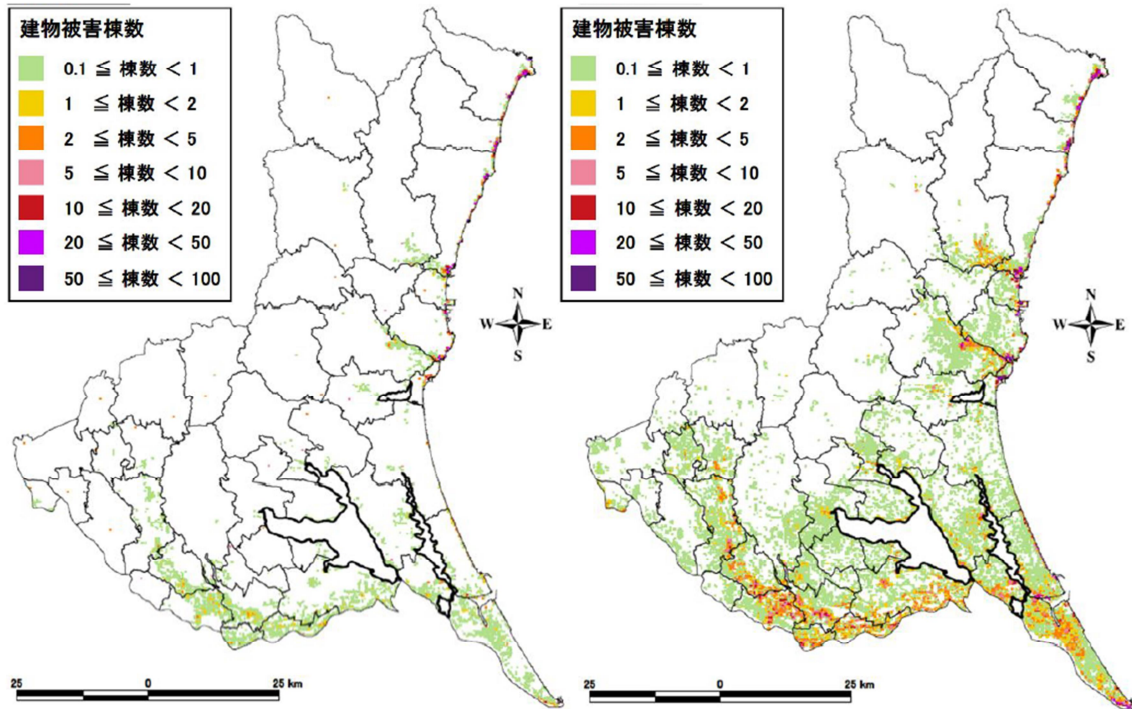 建物被害棟数
0.1 ≦ 棟数 < 1
1 ≦ 棟数 < 2
2 ≦ 棟数 < 5
5 ≦ 棟数 < 10
10 ≦ 棟数 < 20
20 ≦ 棟数 < 50
50 ≦ 棟数 < 100
N
W E
S
25 0 25 km
建物被害棟数
0.1 ≦ 棟数 < 1
1 ≦ 棟数 < 2
2 ≦ 棟数 < 5
5 ≦ 棟数 < 10
10 ≦ 棟数 < 20
20 ≦ 棟数 < 50
50 ≦ 棟数 < 100
N
W E
S
25 0 25 km